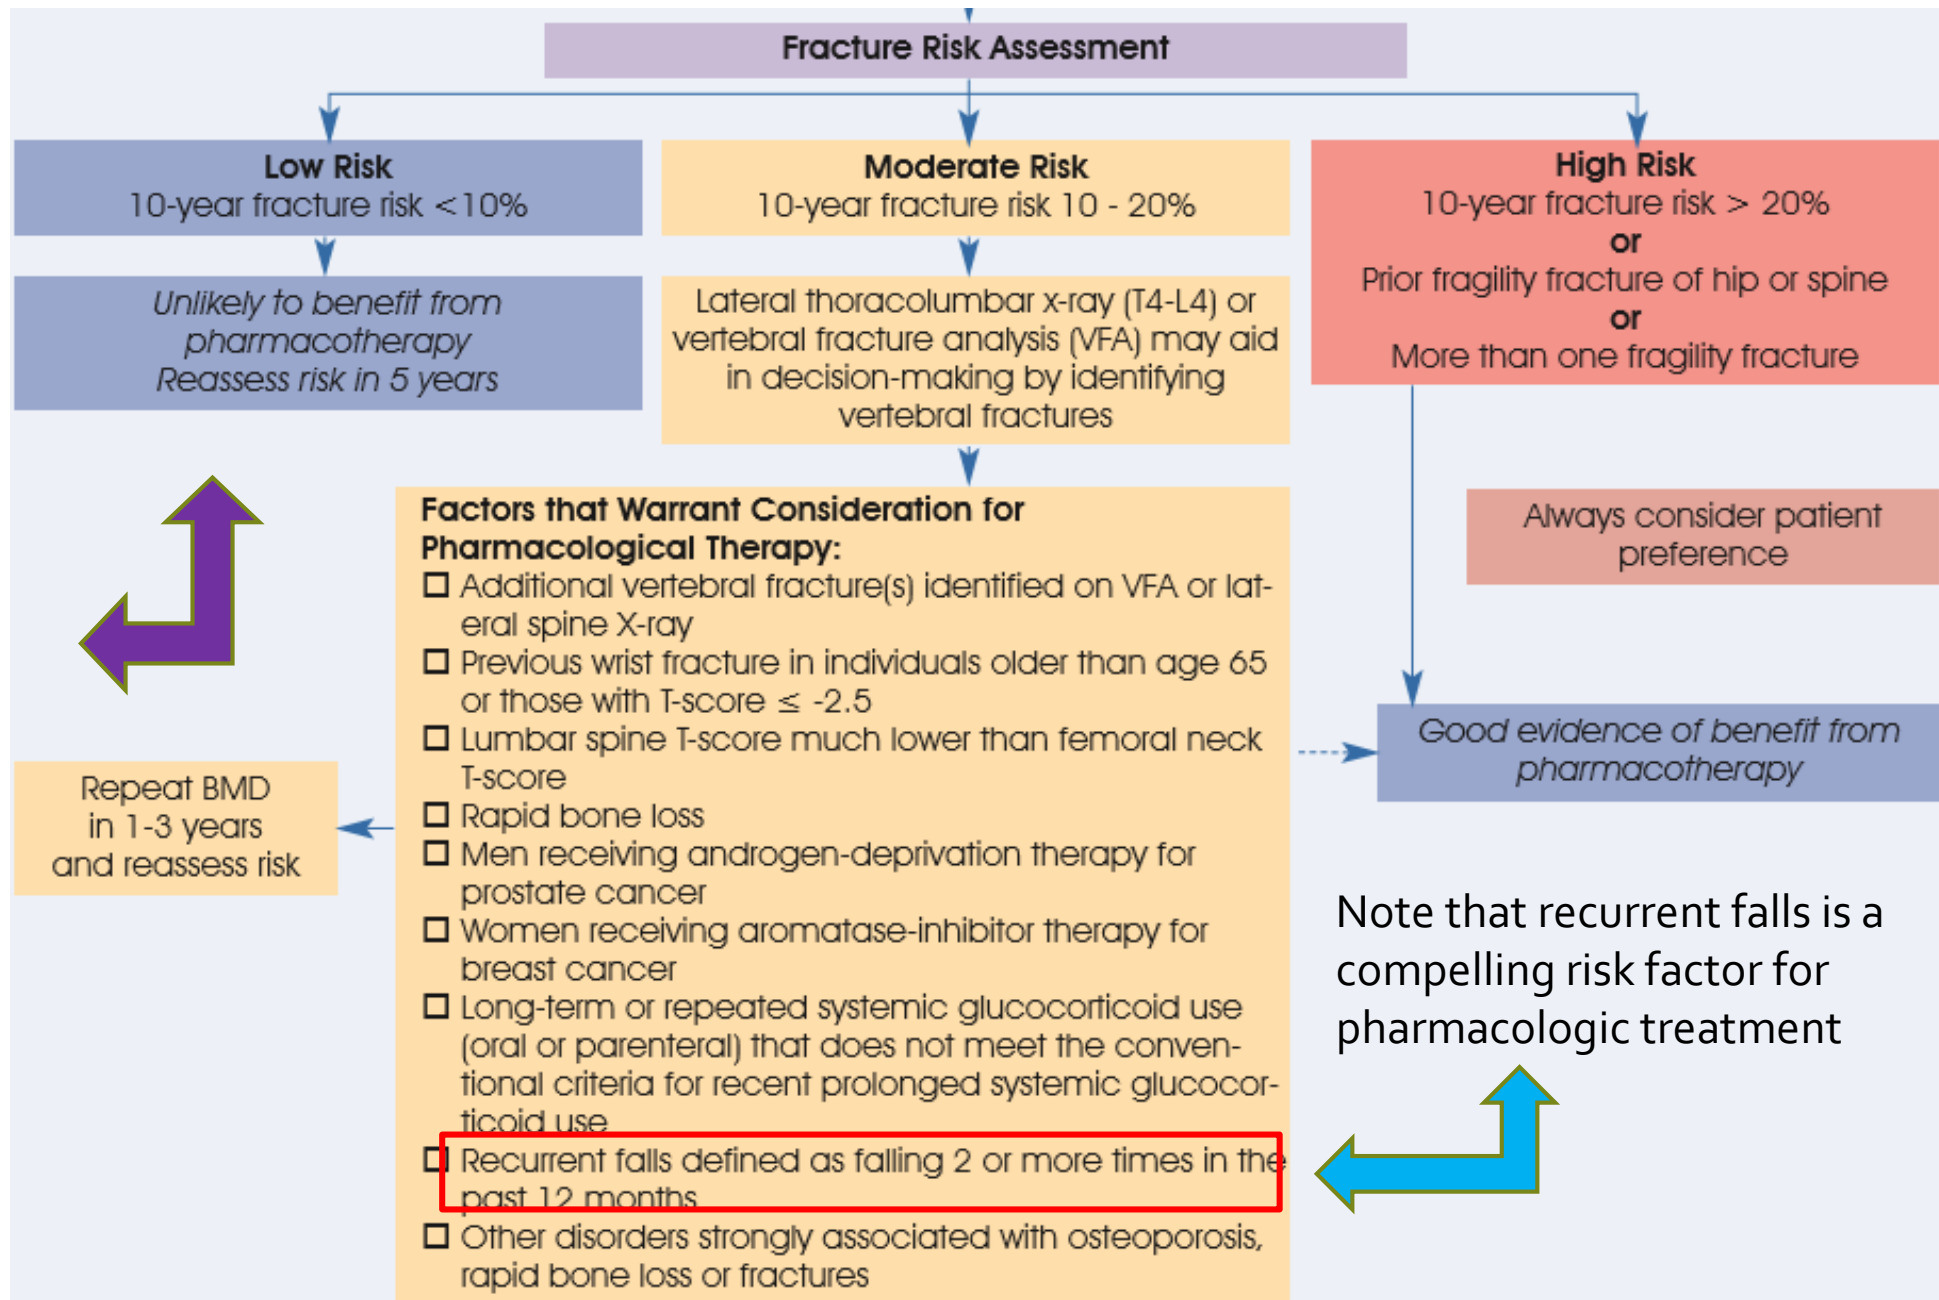 Fracture Risk Assessment
Low Risk
10-year fracture risk <10%
Moderate Risk
10-year fracture risk 10 - 20%
High Risk
10-year fracture risk > 20%
or
Prior fragility fracture of hip or spine
or
More than one fragility fracture
Unlikely to benefit from
pharmacotherapy
Reassess risk in 5 years
Lateral thoracolumbar x-ray (T4-L4) or
vertebral fracture analysis (VFA) may aid
in decision-making by identifying
vertebral fractures
Factors that Warrant Consideration for
Pharmacological Therapy:
☐ Additional vertebral fracture(s) identified on VFA or lat-
eral spine X-ray
☐ Previous wrist fracture in individuals older than age 65
or those with T-score ≤ -2.5
☐ Lumbar spine T-score much lower than femoral neck
T-score
☐ Rapid bone loss
☐ Men receiving androgen-deprivation therapy for
prostate cancer
☐ Women receiving aromatase-inhibitor therapy for
breast cancer
☐ Long-term or repeated systemic glucocorticoid use
(oral or parenteral) that does not meet the conven-
tional criteria for recent prolonged systemic glucocor-
ticoid use
☐ Recurrent falls defined as falling 2 or more times in the
past 12 months
☐ Other disorders strongly associated with osteoporosis,
rapid bone loss or fractures
Always consider patient
preference
Good evidence of benefit from
pharmacotherapy
Repeat BMD
in 1-3 years
and reassess risk
Note that recurrent falls is a
compelling risk factor for
pharmacologic treatment